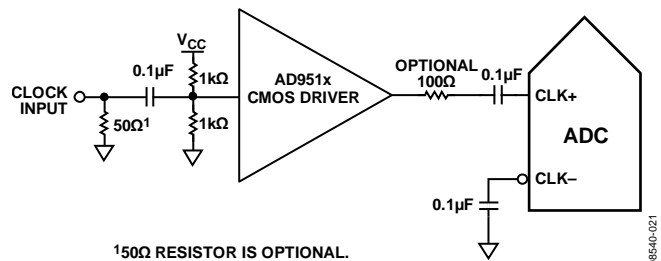 V_CC
0.1µF
1kΩ
CLOCK
INPUT
50Ω¹
1kΩ
AD951x
CMOS DRIVER
OPTIONAL
100Ω
0.1µF
CLK+
ADC
CLK–
0.1µF
¹50Ω RESISTOR IS OPTIONAL.
08540-021